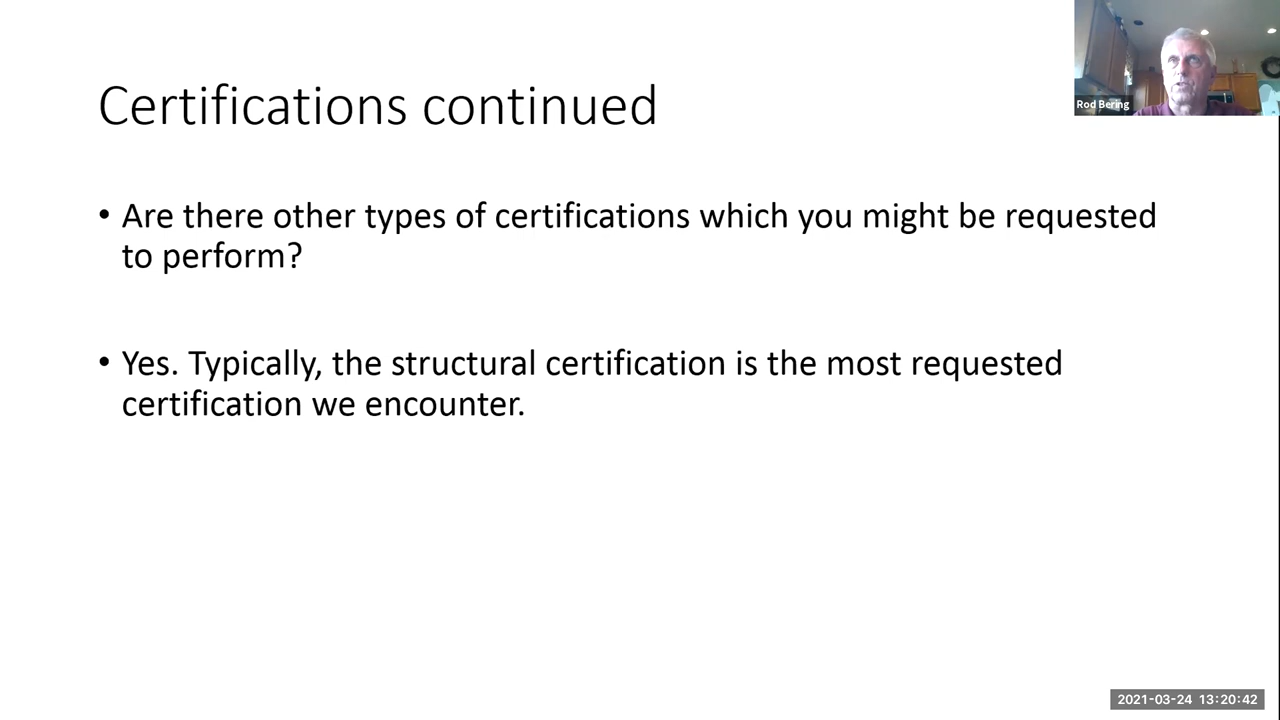 Certifications continued
Rod Bering
• Are there other types of certifications which you might be requested
to perform?
• Yes. Typically, the structural certification is the most requested
certification we encounter.
2021-03-24 13:20:42